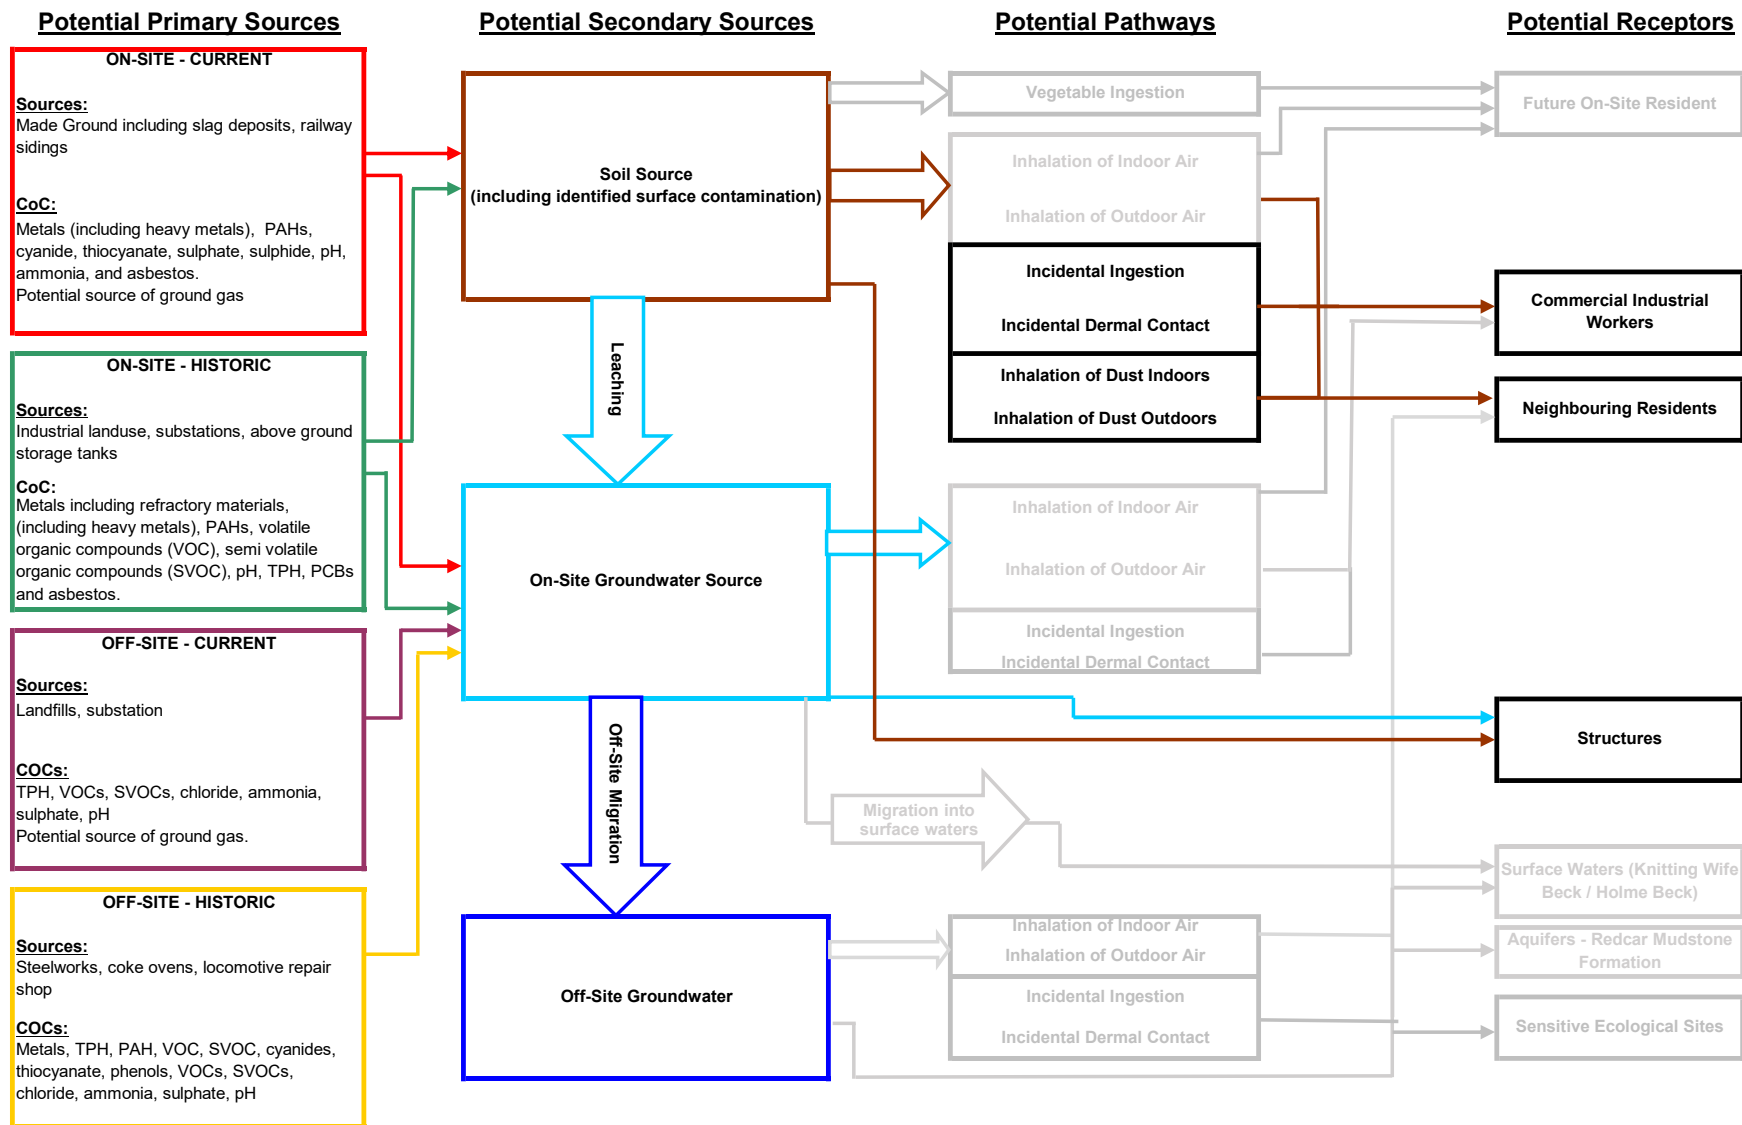 Potential Primary Sources
Potential Secondary Sources
Potential Pathways
Potential Receptors
ON-SITE - CURRENT
Sources:
Made Ground including slag deposits, railway
sidings
CoC:
Metals (including heavy metals), PAHs,
cyanide, thiocyanate, sulphate, sulphide, pH,
ammonia, and asbestos.
Potential source of ground gas
ON-SITE - HISTORIC
Sources:
Industrial landuse, substations, above ground
storage tanks
CoC:
Metals including refractory materials,
(including heavy metals), PAHs, volatile
organic compounds (VOC), semi volatile
organic compounds (SVOC), pH, TPH, PCBs
and asbestos.
OFF-SITE - CURRENT
Sources:
Landfills, substation
COCs:
TPH, VOCs, SVOCs, chloride, ammonia,
sulphate, pH
Potential source of ground gas.
OFF-SITE - HISTORIC
Sources:
Steelworks, coke ovens, locomotive repair
shop
COCs:
Metals, TPH, PAH, VOC, SVOC, cyanides,
thiocyanate, phenols, VOCs, SVOCs,
chloride, ammonia, sulphate, pH
Soil Source
(including identified surface contamination)
Leaching
On-Site Groundwater Source
Off-Site Migration
Off-Site Groundwater
Vegetable Ingestion
Inhalation of Indoor Air
Inhalation of Outdoor Air
Incidental Ingestion
Incidental Dermal Contact
Inhalation of Dust Indoors
Inhalation of Dust Outdoors
Inhalation of Indoor Air
Inhalation of Outdoor Air
Incidental Ingestion
Incidental Dermal Contact
Migration into
surface waters
Inhalation of Indoor Air
Inhalation of Outdoor Air
Incidental Ingestion
Incidental Dermal Contact
Future On-Site Resident
Commercial Industrial
Workers
Neighbouring Residents
Structures
Surface Waters (Knitting Wife
Beck / Holme Beck)
Aquifers - Redcar Mudstone
Formation
Sensitive Ecological Sites